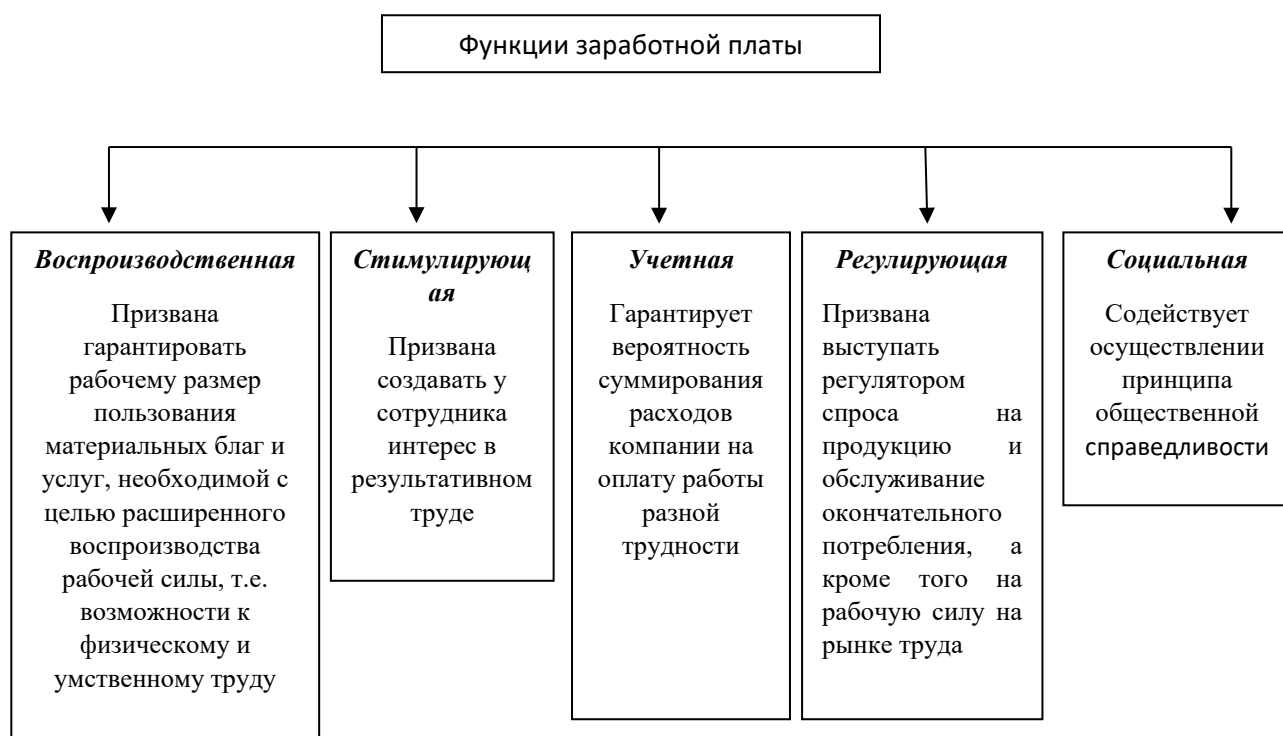 Функции заработной платы
Воспроизводственная
Призвана
гарантировать
рабочему размер
пользования
материальных благ и
услуг, необходимой с
целью расширенного
воспроизводства
рабочей силы, т.е.
возможности к
физическому и
умственному труду
Стимулирующ
ая
Призвана
создавать у
сотрудника
интерес в
результативном
труде
Учетная
Гарантирует
вероятность
суммирования
расходов
компании на
оплату работы
разной
трудности
Регулирующая
Призвана
выступать
регулятором
спроса на
продукцию и
обслуживание
окончательного
потребления, а
кроме того на
рабочую силу на
рынке труда
Социальная
Содействует
осуществлении
принципа
общественной
справедливости